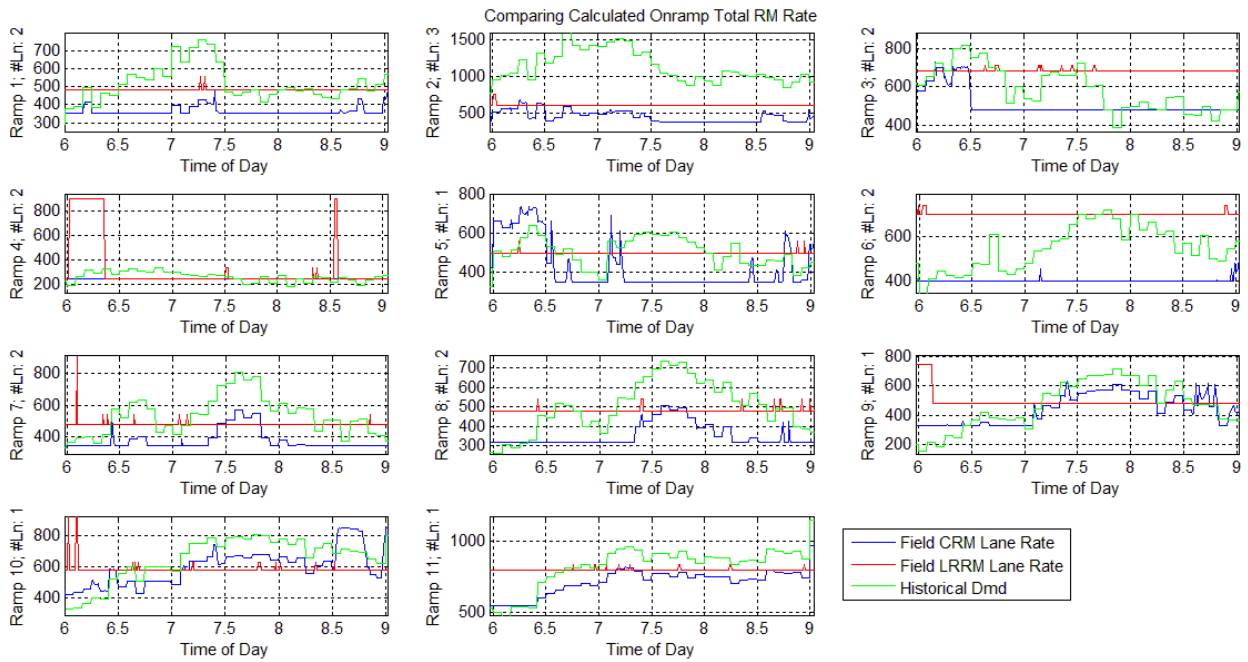 Comparing Calculated Onramp Total RM Rate
Ramp 1; #Ln: 2
700
600
500
400
300
6 6.5 7 7.5 8 8.5 9
Time of Day
Ramp 2; #Ln: 3
1500
1000
500
6 6.5 7 7.5 8 8.5 9
Time of Day
Ramp 3; #Ln: 2
800
600
400
6 6.5 7 7.5 8 8.5 9
Time of Day
Ramp 4; #Ln: 2
800
600
400
200
6 6.5 7 7.5 8 8.5 9
Time of Day
Ramp 5; #Ln: 1
800
600
400
6 6.5 7 7.5 8 8.5 9
Time of Day
Ramp 6; #Ln: 2
600
400
6 6.5 7 7.5 8 8.5 9
Time of Day
Ramp 7; #Ln: 2
800
600
400
6 6.5 7 7.5 8 8.5 9
Time of Day
Ramp 8; #Ln: 2
700
600
500
400
300
6 6.5 7 7.5 8 8.5 9
Time of Day
Ramp 9; #Ln: 1
800
600
400
200
6 6.5 7 7.5 8 8.5 9
Time of Day
Ramp 10; #Ln: 1
800
600
400
6 6.5 7 7.5 8 8.5 9
Time of Day
Ramp 11; #Ln: 1
1000
500
6 6.5 7 7.5 8 8.5 9
Time of Day
Field CRM Lane Rate
Field LRRM Lane Rate
Historical Dmd